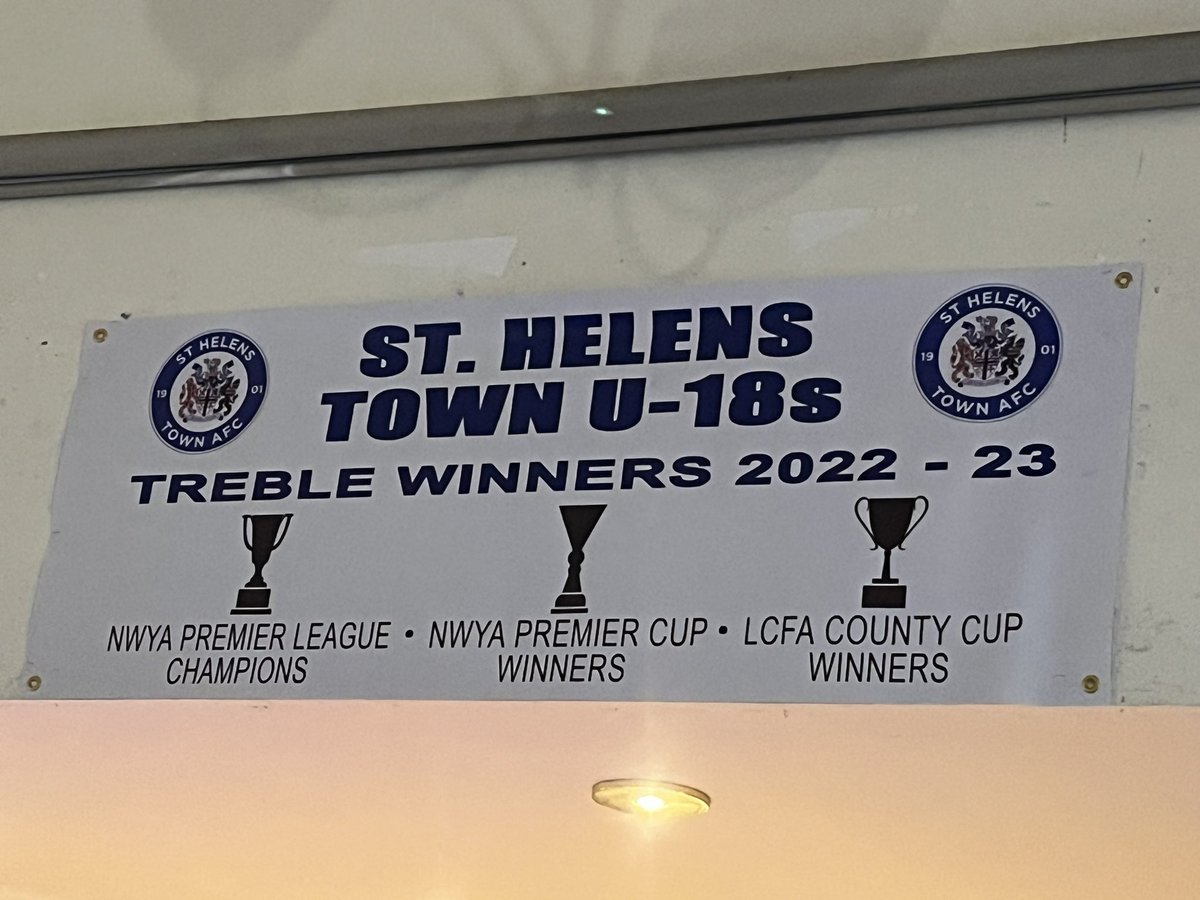 ST. HELENS
TOWN U-18s
TREBLE WINNERS 2022 - 23
NWYA PREMIER LEAGUE • NWYA PREMIER CUP • LCFA COUNTY CUP
CHAMPIONS WINNERS WINNERS
ST HELENS
19 01
TOWN AFC
ST HELENS
19 01
TOWN AFC